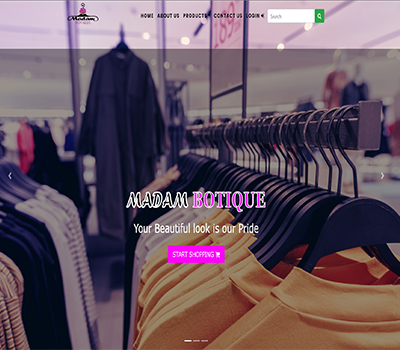 Madam
HOME ABOUT US PRODUCTS CONTACT US LOGIN
Search
MADAM BOTIQUE
Your Beautiful look is our Pride
START SHOPPING